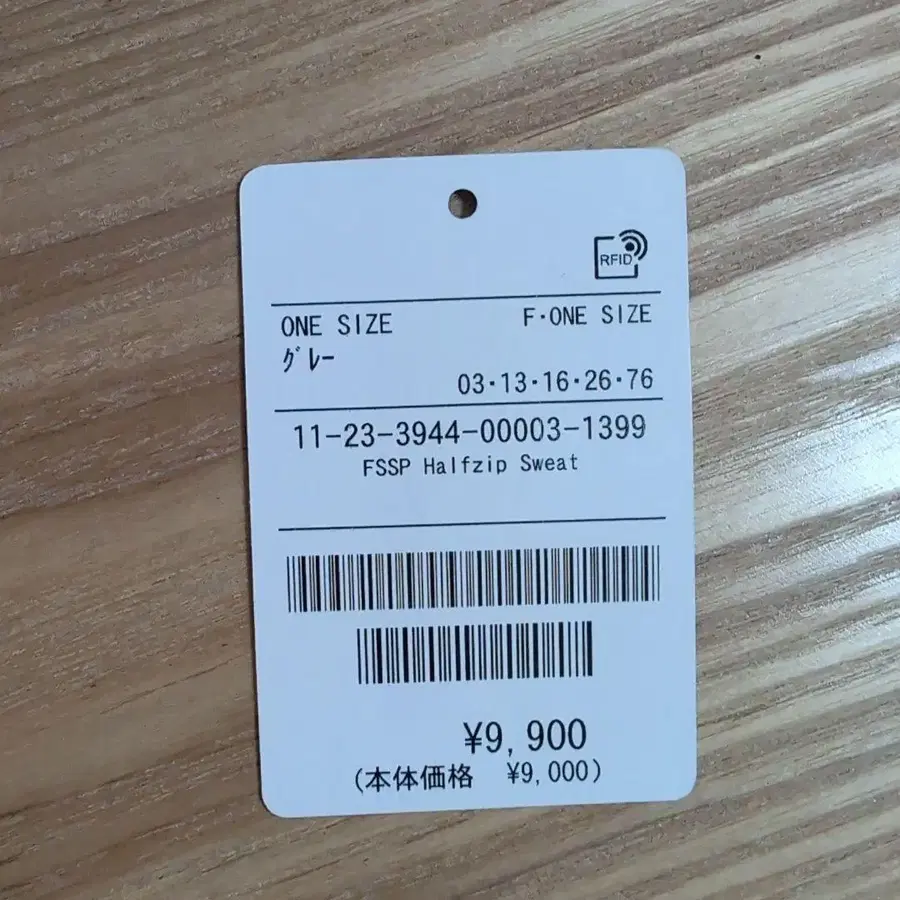 RFID
ONE SIZE F·ONE SIZE
グレー
03·13·16·26·76
11-23-3944-00003-1399
FSSP Halfzip Sweat
¥9,900
(本体価格 ¥9,000)